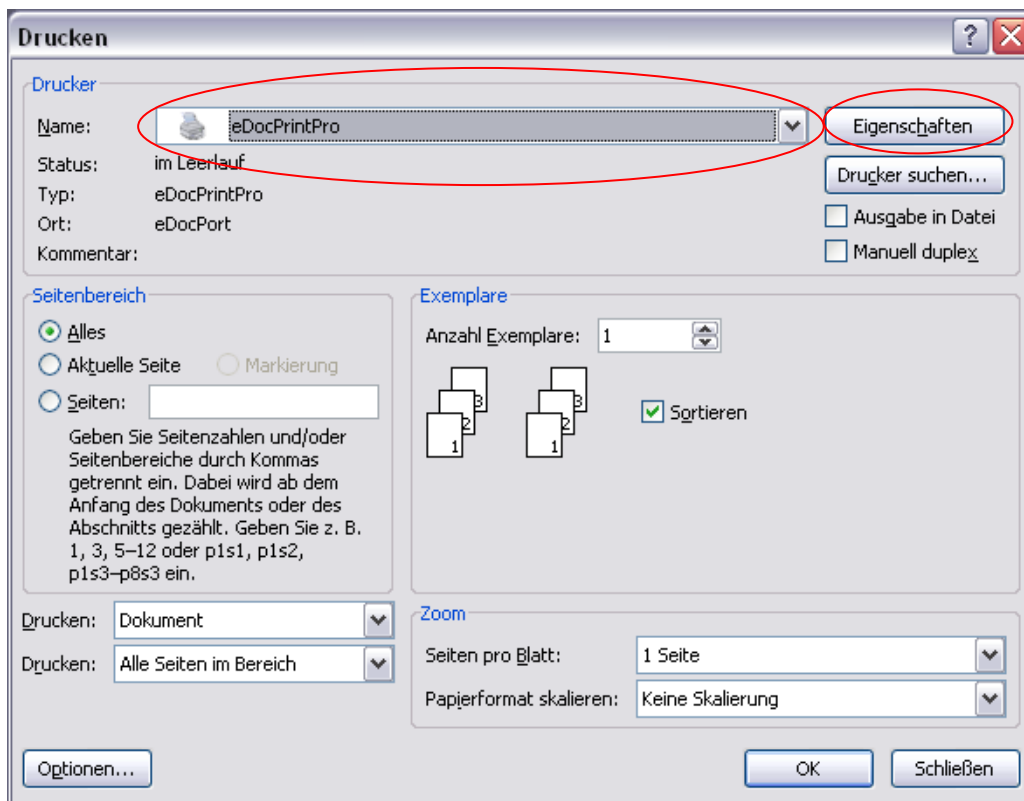 Drucken
Drucker
Name: eDocPrintPro Eigenschaften
Status: im Leerlauf
Drucker suchen...
Typ: eDocPrintPro
Ort: eDocPort Ausgabe in Datei
Kommentar: Manuell duplex
Seitenbereich
Alles
Aktuelle Seite Markierung
Seiten:
Geben Sie Seitenzahlen und/oder
Seitenbereiche durch Kommas
getrennt ein. Dabei wird ab dem
Anfang des Dokuments oder des
Abschnitts gezählt. Geben Sie z. B.
1, 3, 5–12 oder p1s1, p1s2,
p1s3–p8s3 ein.
Exemplare
Anzahl Exemplare: 1
3 3
2 2
1 1
Sortieren
Drucken: Dokument
Drucken: Alle Seiten im Bereich
Zoom
Seiten pro Blatt: 1 Seite
Papierformat skalieren: Keine Skalierung
Optionen... OK Schließen